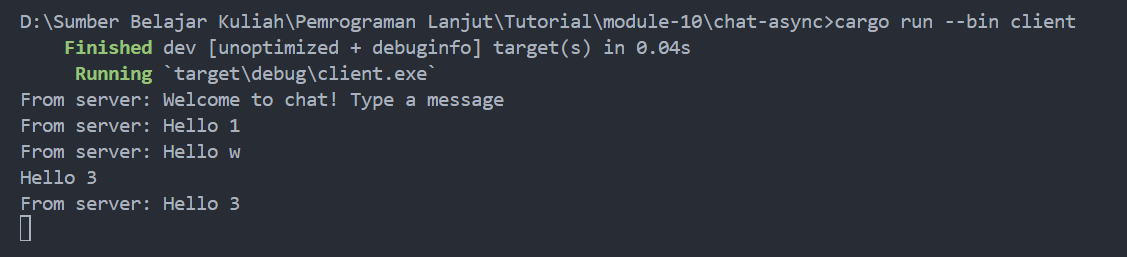 D:\Sumber Belajar Kuliah\Pemrograman Lanjut\Tutorial\module-10\chat-async>cargo run --bin client
Finished dev [unoptimized + debuginfo] target(s) in 0.04s
Running `target\debug\client.exe`
From server: Welcome to chat! Type a message
From server: Hello 1
From server: Hello w
Hello 3
From server: Hello 3